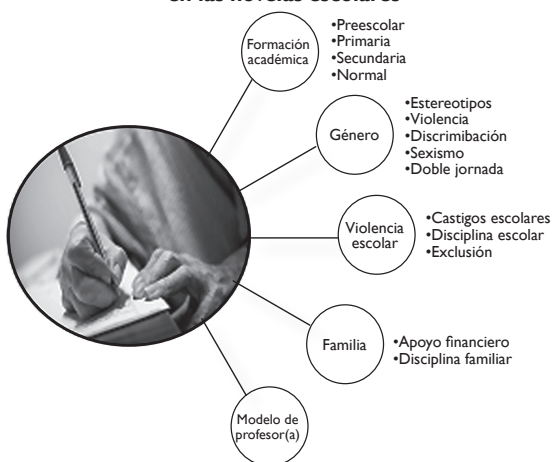 en las novelas escolares
Formación
académica
•Preescolar
•Primaria
•Secundaria
•Normal
Género
•Estereotipos
•Violencia
•Discrimibación
•Sexismo
•Doble jornada
Violencia
escolar
•Castigos escolares
•Disciplina escolar
•Exclusión
Familia
•Apoyo financiero
•Disciplina familiar
Modelo de
profesor(a)